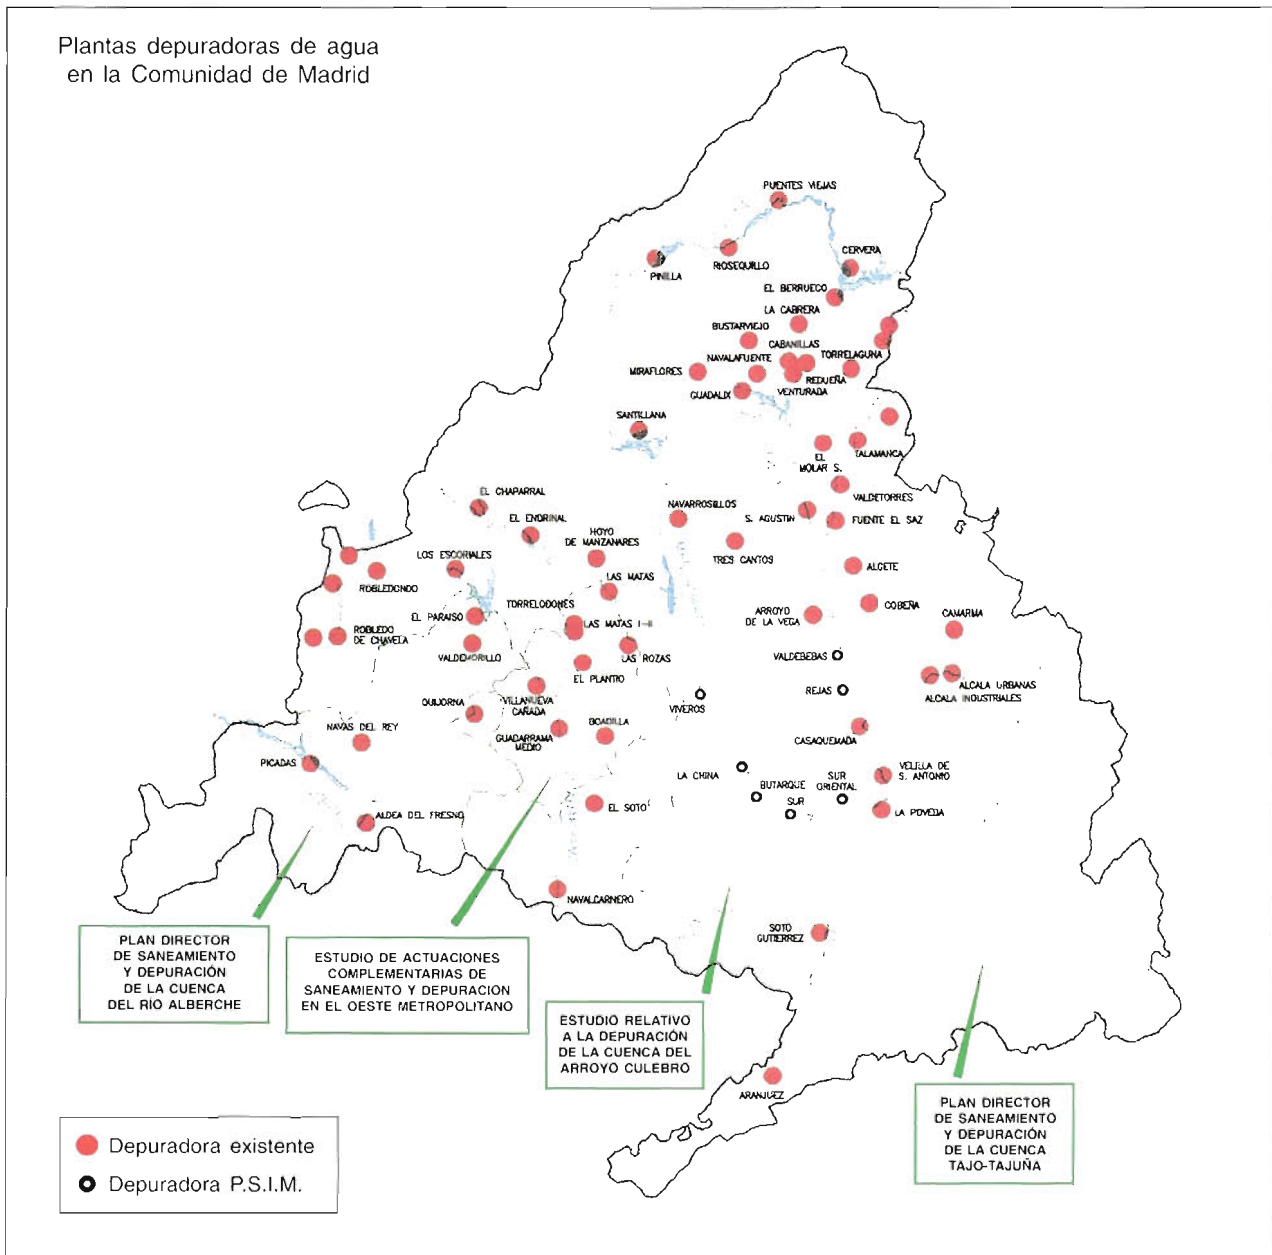 Plantas depuradoras de agua
en la Comunidad de Madrid
PUENTES VIEJAS
CERVERA
RIOSEQUILLO
PINILLA
EL BERRUECO
LA CABRERA
BUSTARVIEJO
CABANILLAS
NAVALAFUENTE
TORRELAGUNA
MIRAFLORES
REDUEÑA
GUADALIX
VENTURADA
SANTILLANA
EL
MOLAR S.
TALAMANCA
EL CHAPARRAL
VALDETORRES
NAVARROSILLOS
EL ENDRINAL
S. AGUSTIN
FUENTE EL SAZ
HOYO
DE MANZANARES
LOS ESCORIALES
TRES CANTOS
ALGETE
ROBLEDONDO
LAS MATAS
TORRELODONES
COBEÑA
EL PARAISO
ARROYO
DE LA VEGA
CAMARMA
LAS MATAS I-II
ROBLEDO
DE CHAVELA
VALDEMORILLO
LAS ROZAS
VALDEBEBAS
EL PLANTIO
REJAS
ALCALA URBANAS
ALCALA INDUSTRIALES
QUIJORNA
VILLANUEVA
CAÑADA
VIVEROS
NAVAS DEL REY
BOADILLA
GUADARRAMA
MEDIO
CASAQUEMADA
PICADAS
LA CHINA
VELILLA DE
S. ANTONIO
BUTARQUE
SUR
ORIENTAL
SUR
EL SOTO
LA POVEDA
ALDEA DEL FRESNO
NAVALCARNERO
SOTO
GUTIERREZ
PLAN DIRECTOR
DE SANEAMIENTO
Y DEPURACIÓN
DE LA CUENCA
DEL RÍO ALBERCHE
ESTUDIO DE ACTUACIONES
COMPLEMENTARIAS DE
SANEAMIENTO Y DEPURACION
EN EL OESTE METROPOLITANO
ESTUDIO RELATIVO
A LA DEPURACIÓN
DE LA CUENCA DEL
ARROYO CULEBRO
ARANJUEZ
PLAN DIRECTOR
DE SANEAMIENTO
Y DEPURACIÓN
DE LA CUENCA
TAJO-TAJUÑA
Depuradora existente
Depuradora P.S.I.M.